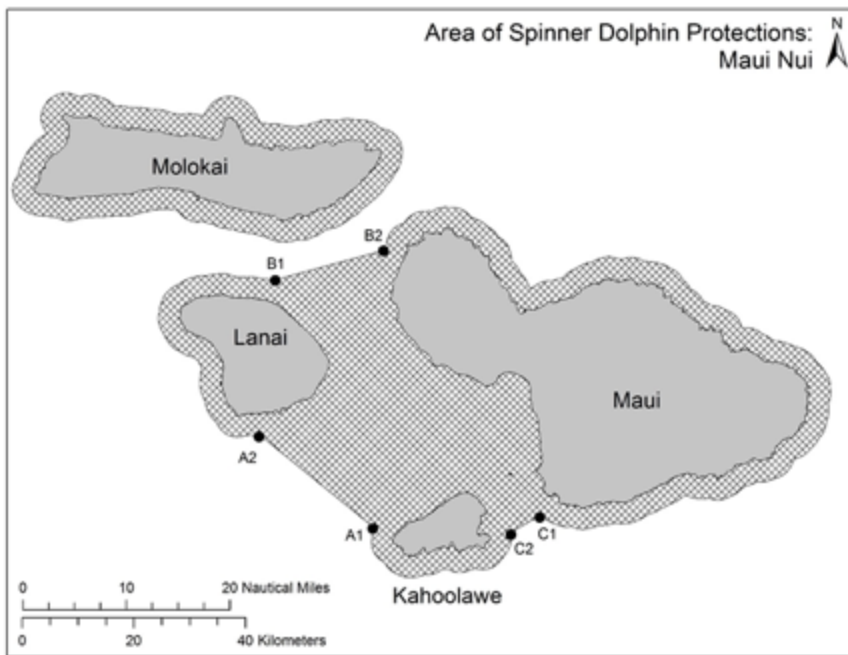 Area of Spinner Dolphin Protections:
Maui Nui
N
Molokai
B2
B1
Lanai
Maui
A2
A1
C2
C1
Kahoolawe
0 10 20 Nautical Miles
0 20 40 Kilometers